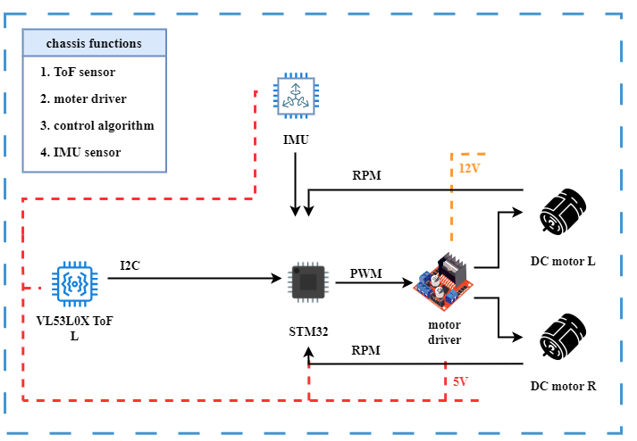 chassis functions
1. ToF sensor
2. moter driver
3. control algorithm
4. IMU sensor
IMU
12V
RPM
I2C
PWM
DC motor L
VL53L0X ToF
L
STM32
motor
driver
RPM
5V
DC motor R